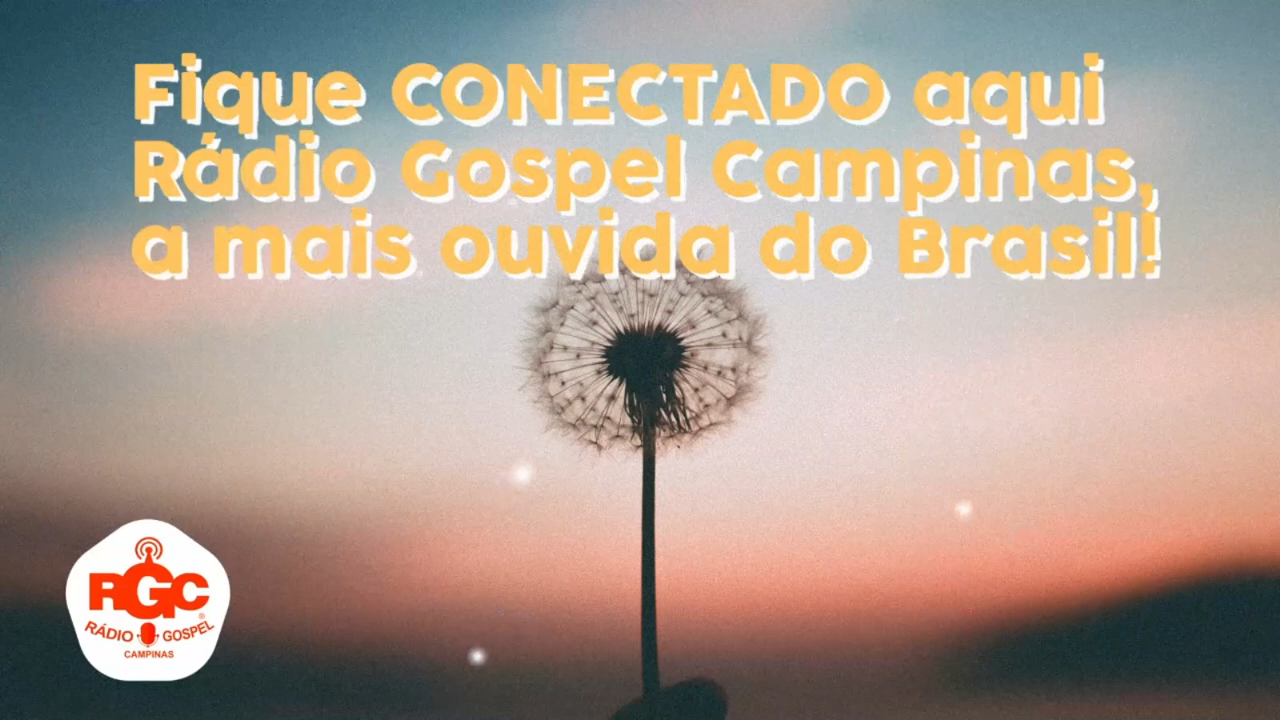 Fique CONECTADO aqui
Rádio Gospel Campinas,
a mais ouvida do Brasil!
RGC
®
RÁDIO GOSPEL
CAMPINAS